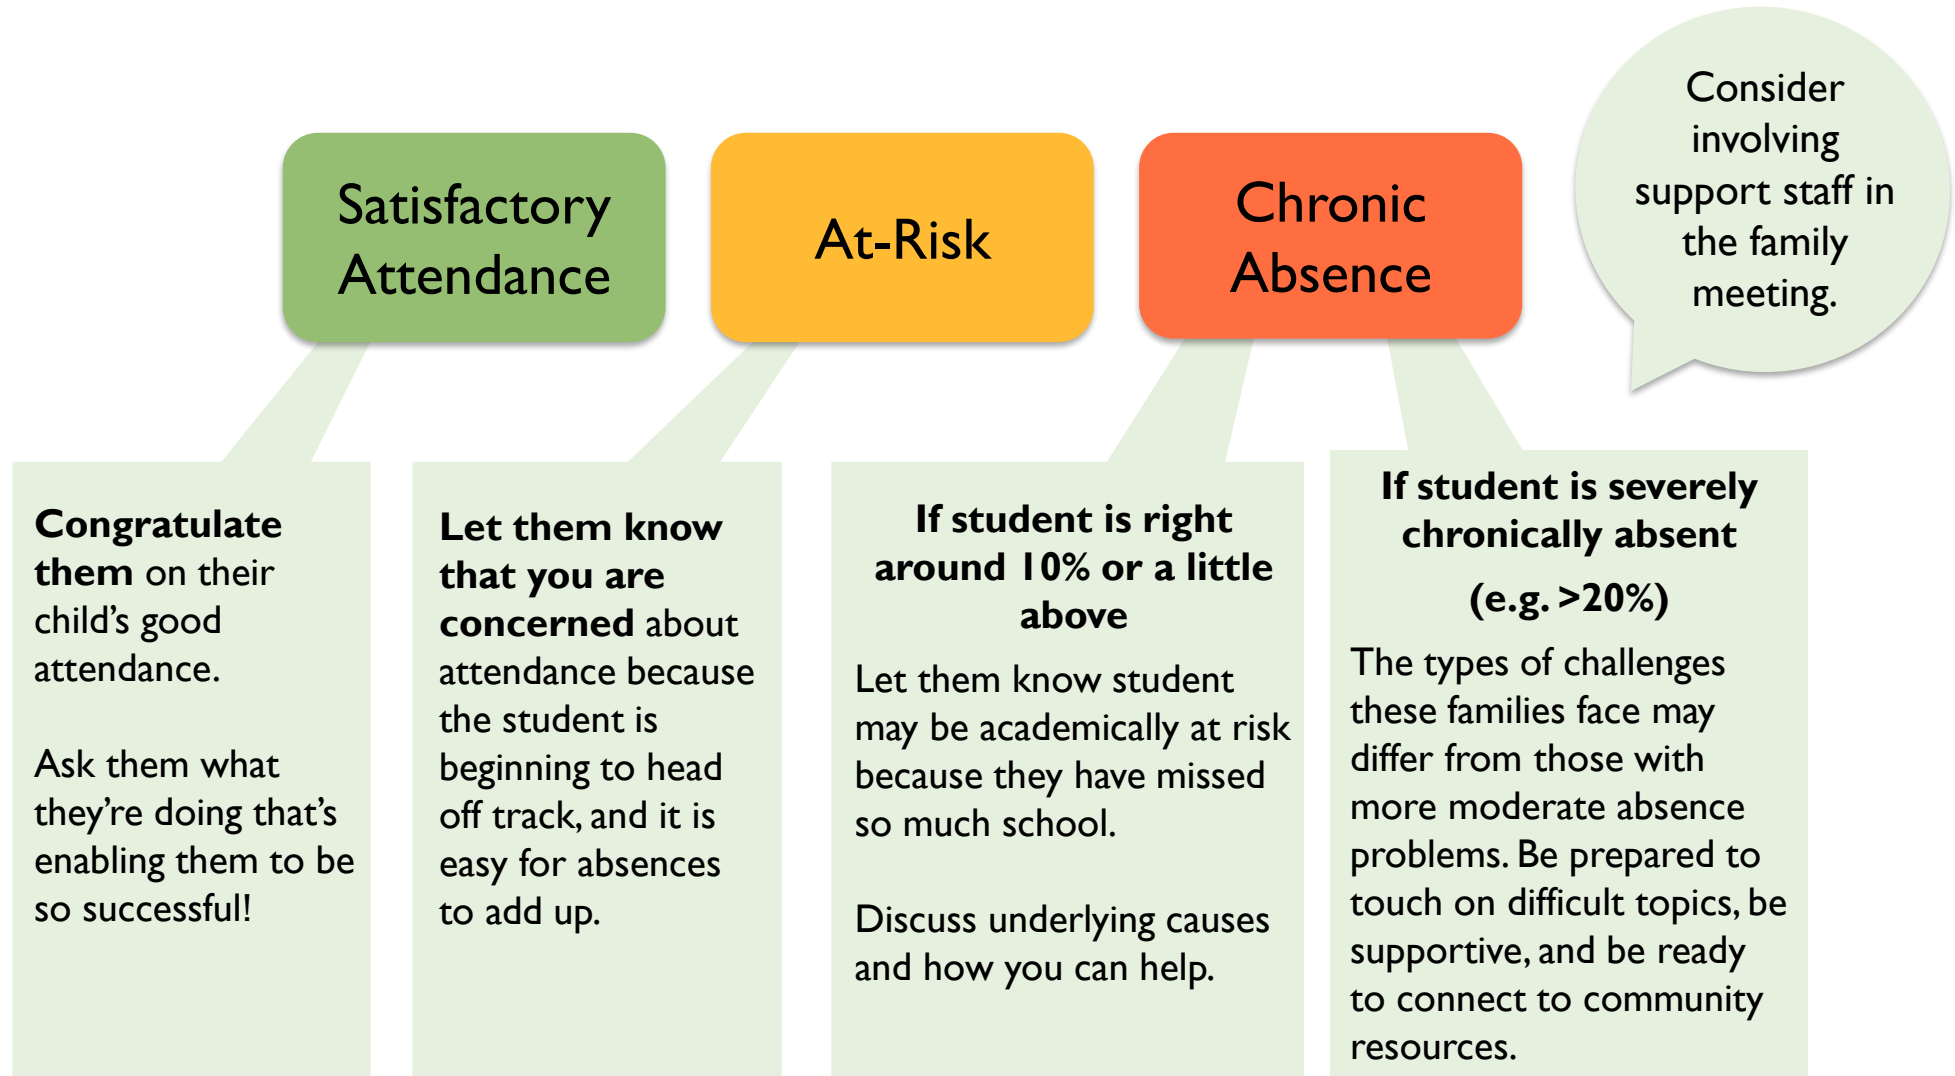 Satisfactory
Attendance
At-Risk
Chronic
Absence
Consider
involving
support staff in
the family
meeting.
Congratulate
them on their
child’s good
attendance.
Ask them what
they’re doing that’s
enabling them to be
so successful!
Let them know
that you are
concerned about
attendance because
the student is
beginning to head
off track, and it is
easy for absences
to add up.
If student is right
around 10% or a little
above
Let them know student
may be academically at risk
because they have missed
so much school.
Discuss underlying causes
and how you can help.
If student is severely
chronically absent
(e.g. >20%)
The types of challenges
these families face may
differ from those with
more moderate absence
problems. Be prepared to
touch on difficult topics, be
supportive, and be ready
to connect to community
resources.